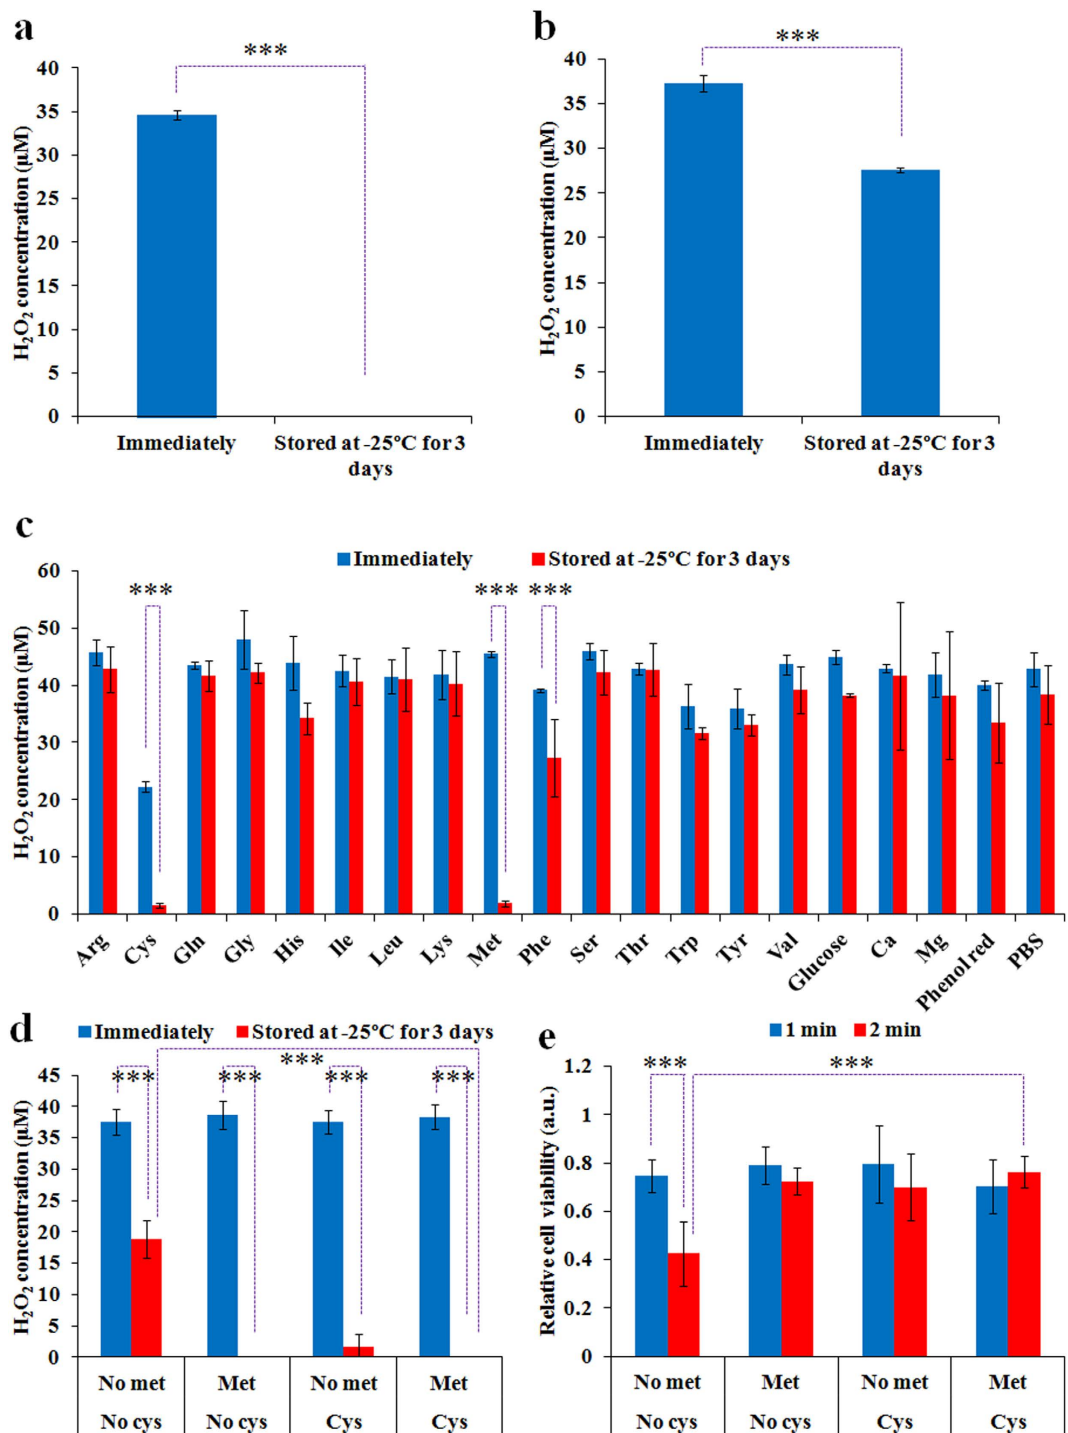 a
***
H₂O₂ concentration (µM)
40
35
30
25
20
15
10
5
0
Immediately
Stored at -25°C for 3
days
b
***
H₂O₂ concentration (µM)
40
35
30
25
20
15
10
5
0
Immediately
Stored at -25°C for 3
days
c
Immediately Stored at -25°C for 3 days
*** *** ***
H₂O₂ concentration (µM)
60
50
40
30
20
10
0
Arg Cys Gln Gly His Ile Leu Lys Met Phe Ser Thr Trp Tyr Val Glucose Ca Mg Phenol red PBS
d
Immediately Stored at -25°C for 3 days
***
*** *** *** ***
H₂O₂ concentration (µM)
45
40
35
30
25
20
15
10
5
0
No met Met No met Met
No cys No cys Cys Cys
e
1 min 2 min
*** ***
Relative cell viability (a.u.)
1.2
1
0.8
0.6
0.4
0.2
0
No met Met No met Met
No cys No cys Cys Cys